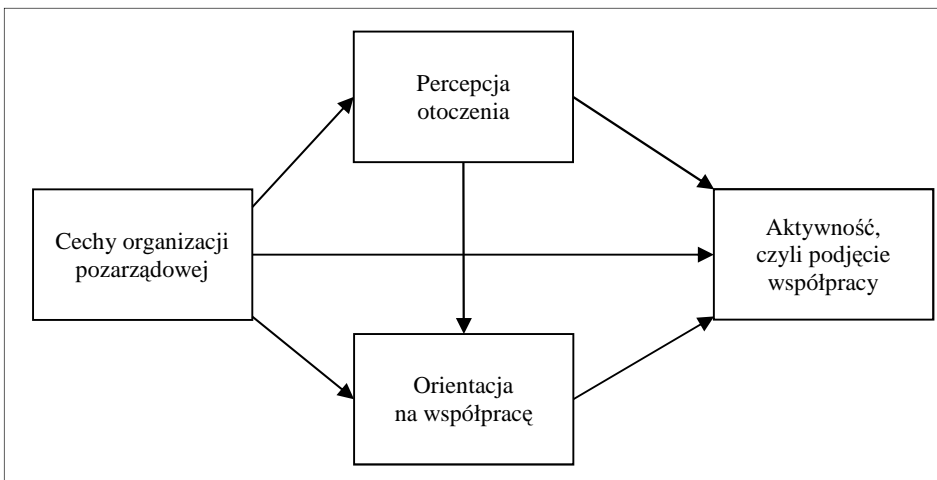 Percepcja
otoczenia
Cechy organizacji
pozarządowej
Aktywność,
czyli podjęcie
współpracy
Orientacja
na współpracę